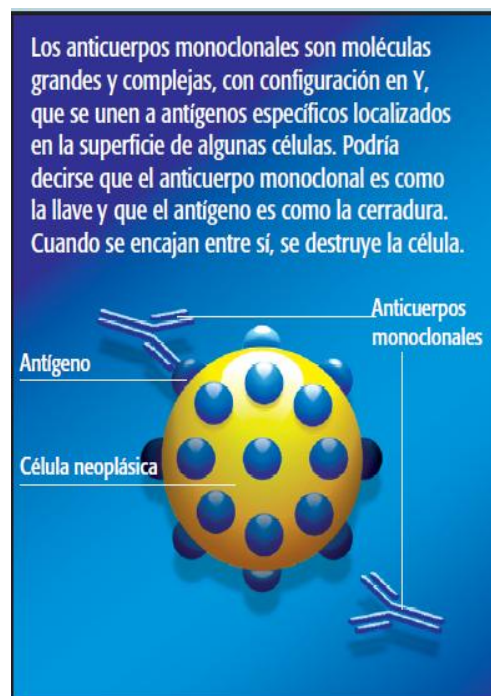 Los anticuerpos monoclonales son moléculas
grandes y complejas, con configuración en Y,
que se unen a antígenos específicos localizados
en la superficie de algunas células. Podría
decirse que el anticuerpo monoclonal es como
la llave y que el antígeno es como la cerradura.
Cuando se encajan entre sí, se destruye la célula.
Anticuerpos
monoclonales
Antígeno
Célula neoplásica